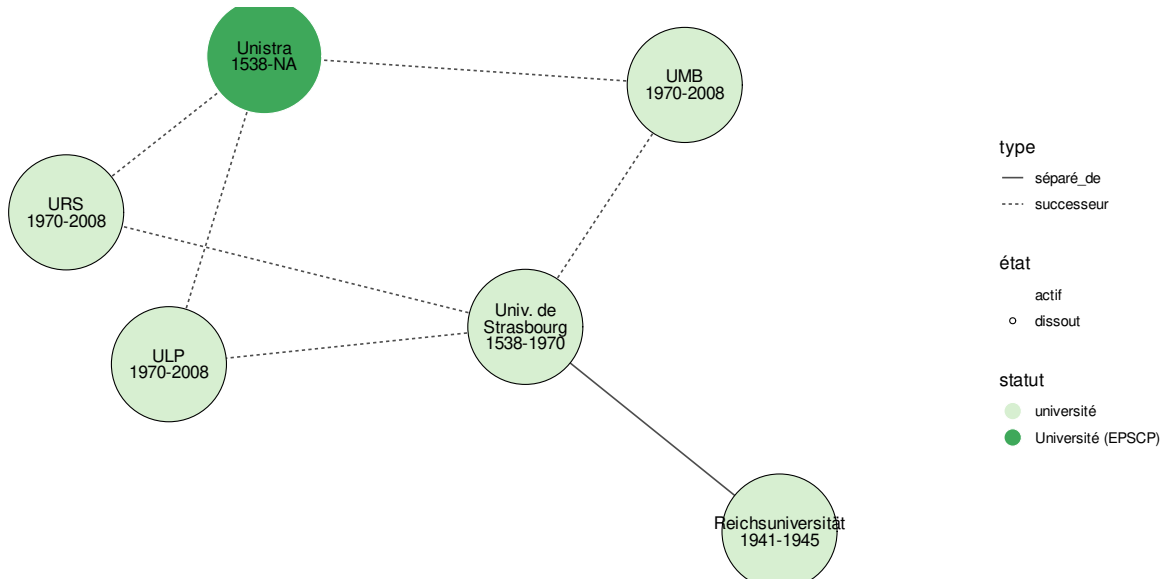 Unistra
1538-NA
UMB
1970-2008
URS
1970-2008
Univ. de
Strasbourg
1538-1970
ULP
1970-2008
Reichsuniversität
1941-1945
type
séparé_de
successeur
état
actif
dissout
statut
université
Université (EPSCP)